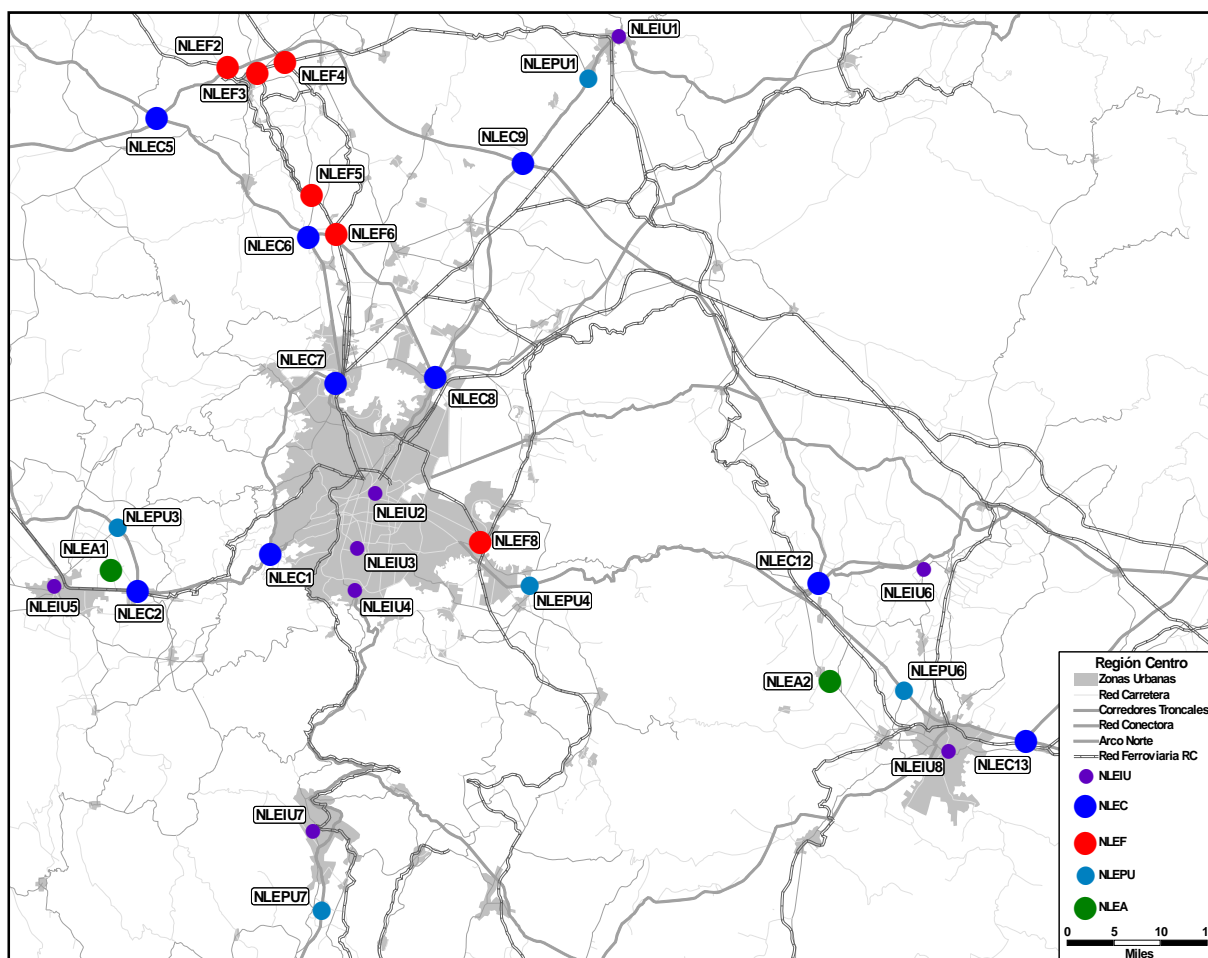 NLEIU1
NLEF2
NLEPU1
NLEF4
NLEF3
NLEC5
NLEC9
NLEF5
NLEC6
NLEF6
NLEC7
NLEC8
NLEIU2
NLEPU3
NLEF8
NLEA1
NLEC1
NLEIU3
NLEC12
NLEIU5
NLEC2
NLEIU4
NLEPU4
NLEIU6
NLEA2
NLEPU6
NLEIU8
NLEC13
NLEIU7
NLEPU7
Región Centro
Zonas Urbanas
Red Carretera
Corredores Troncales
Red Conectora
Arco Norte
Red Ferroviaria RC
NLEIU
NLEC
NLEF
NLEPU
NLEA
0 5 10
Miles